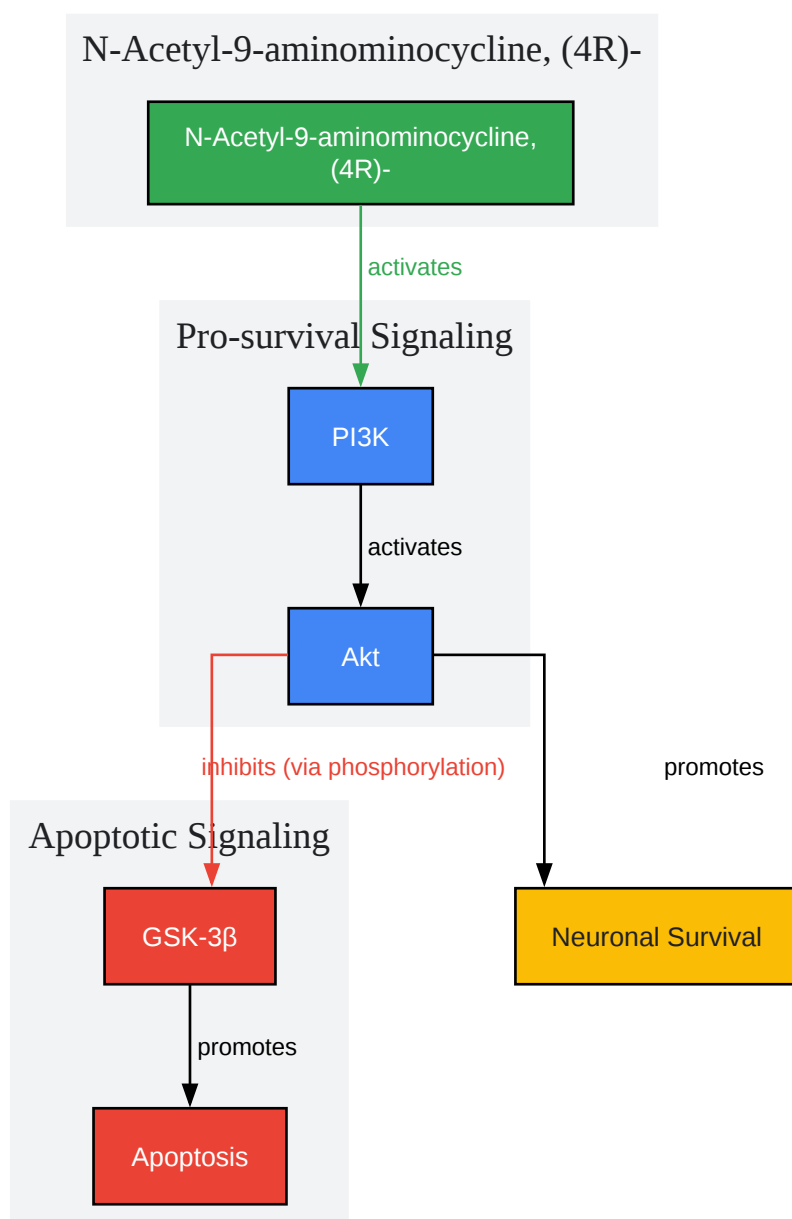 N-Acetyl-9-aminominocycline, (4R)-
N-Acetyl-9-aminominocycline,
(4R)-
activates
Pro-survival Signaling
PI3K
activates
Akt
inhibits (via phosphorylation)
promotes
Apoptotic Signaling
GSK-3β
Neuronal Survival
promotes
Apoptosis